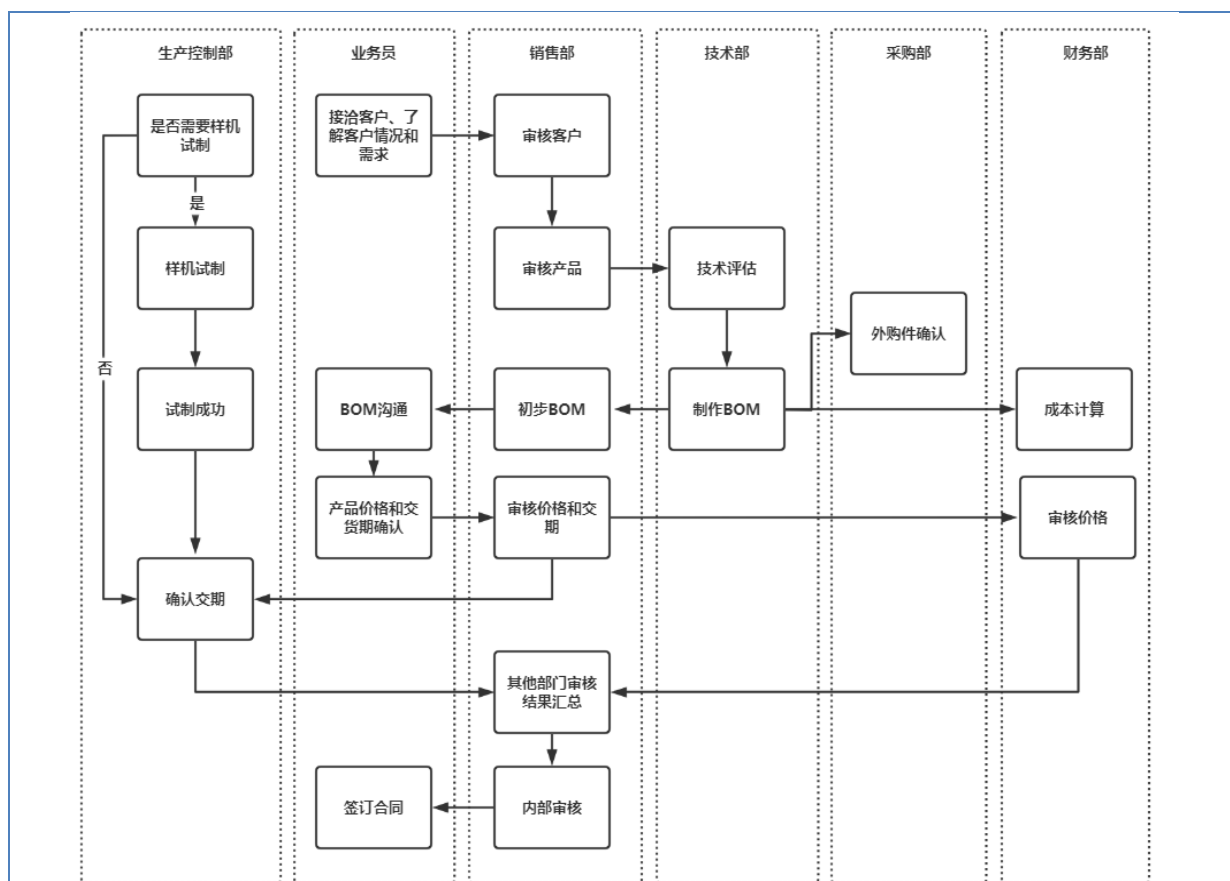 生产控制部
业务员
销售部
技术部
采购部
财务部
是否需要样机
试制
接洽客户、了
解客户情况和
需求
审核客户
是
样机试制
审核产品
技术评估
外购件确认
否
试制成功
BOM沟通
初步BOM
制作BOM
成本计算
产品价格和交
货期确认
审核价格和交
期
审核价格
确认交期
其他部门审核
结果汇总
签订合同
内部审核